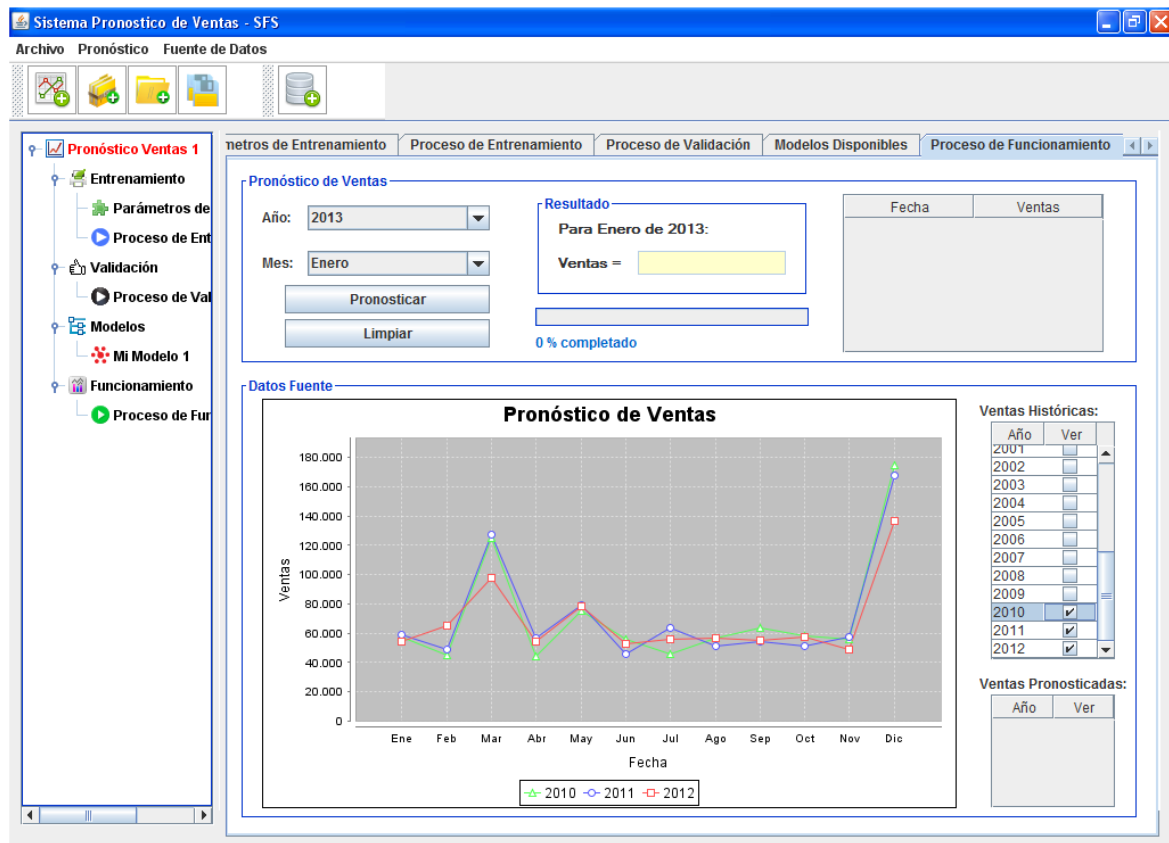 Sistema Pronostico de Ventas - SFS
Archivo Pronóstico Fuente de Datos
Pronóstico Ventas 1
Entrenamiento
Parámetros de
Proceso de Ent
Validación
Proceso de Val
Modelos
Mi Modelo 1
Funcionamiento
Proceso de Fur
metros de Entrenamiento Proceso de Entrenamiento Proceso de Validación Modelos Disponibles Proceso de Funcionamiento
Pronóstico de Ventas
Año: 2013
Mes: Enero
Pronosticar
Limpiar
Resultado
Para Enero de 2013:
Ventas =
0 % completado
Fecha Ventas
Datos Fuente
Pronóstico de Ventas
Ventas
180.000
160.000
140.000
120.000
100.000
80.000
60.000
40.000
20.000
0
Ene Feb Mar Abr May Jun Jul Ago Sep Oct Nov Dic
Fecha
2010 2011 2012
Ventas Históricas:
Año Ver
2001
2002
2003
2004
2005
2006
2007
2008
2009
2010
2011
2012
Ventas Pronosticadas:
Año Ver